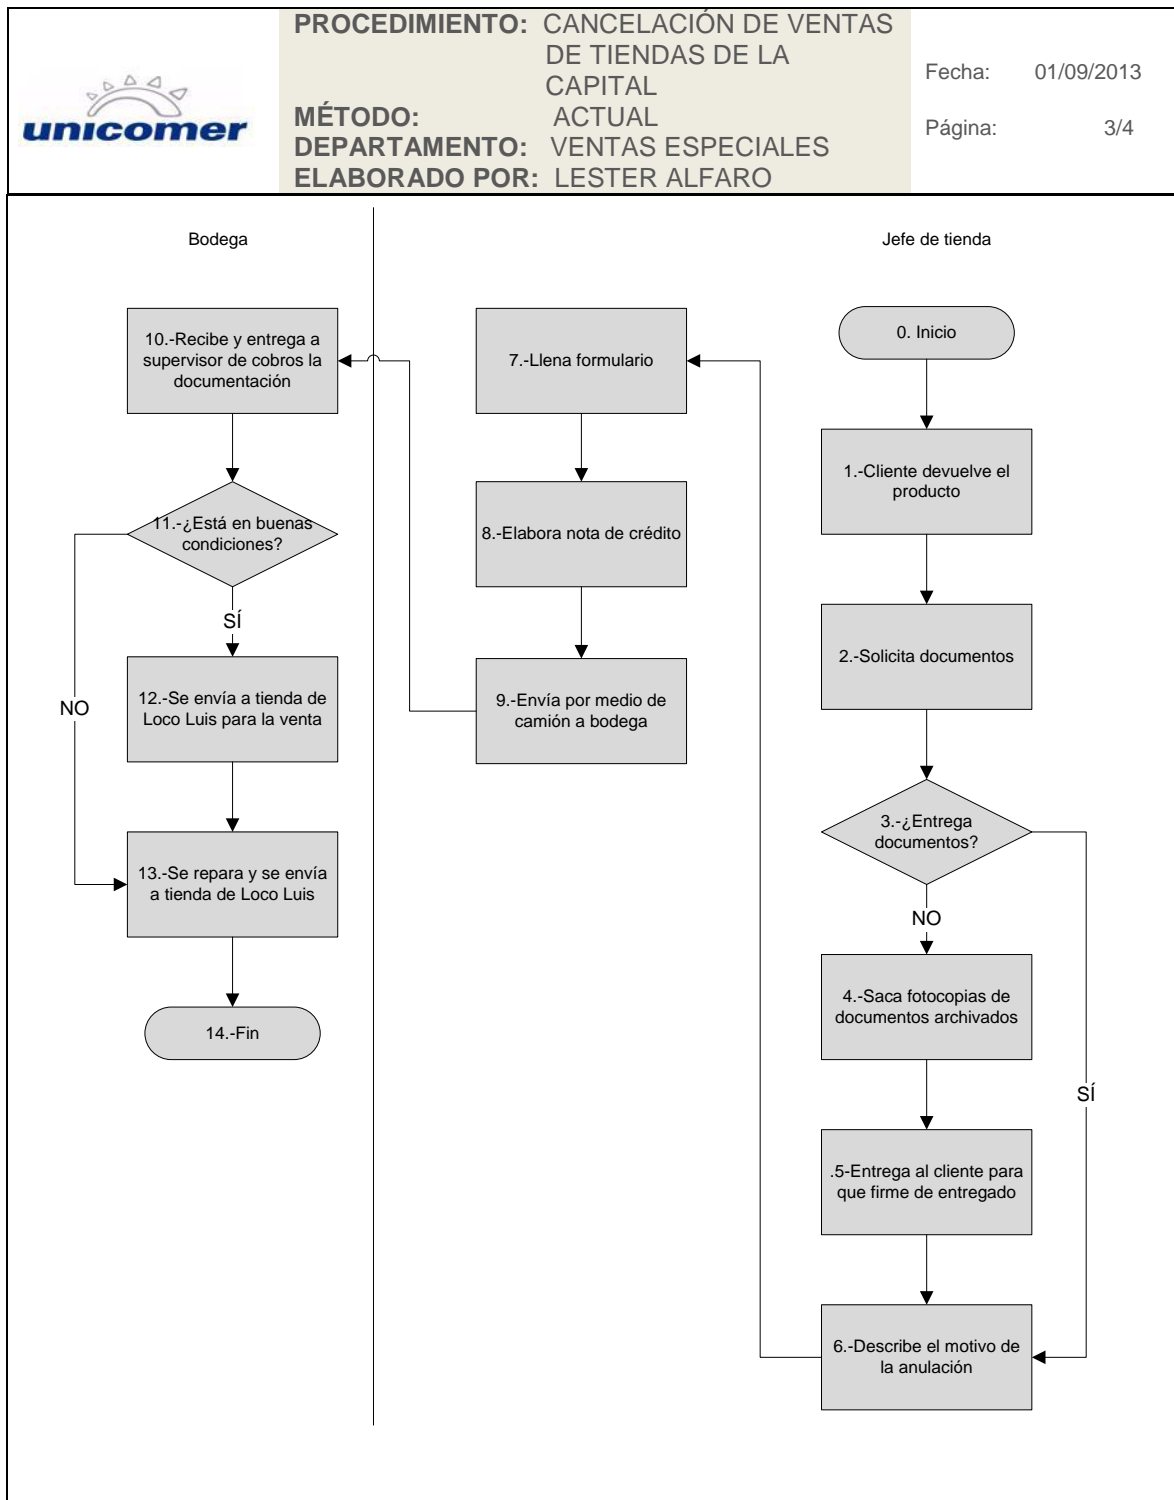 unicomer
PROCEDIMIENTO: CANCELACIÓN DE VENTAS
DE TIENDAS DE LA
CAPITAL
MÉTODO: ACTUAL
DEPARTAMENTO: VENTAS ESPECIALES
ELABORADO POR: LESTER ALFARO
Fecha: 01/09/2013
Página: 3/4
Bodega
Jefe de tienda
0. Inicio
1.-Cliente devuelve el
producto
2.-Solicita documentos
3.-¿Entrega
documentos?
NO
SÍ
4.-Saca fotocopias de
documentos archivados
.5-Entrega al cliente para
que firme de entregado
6.-Describe el motivo de
la anulación
7.-Llena formulario
8.-Elabora nota de crédito
9.-Envía por medio de
camión a bodega
10.-Recibe y entrega a
supervisor de cobros la
documentación
11.-¿Está en buenas
condiciones?
SÍ
NO
12.-Se envía a tienda de
Loco Luis para la venta
13.-Se repara y se envía
a tienda de Loco Luis
14.-Fin